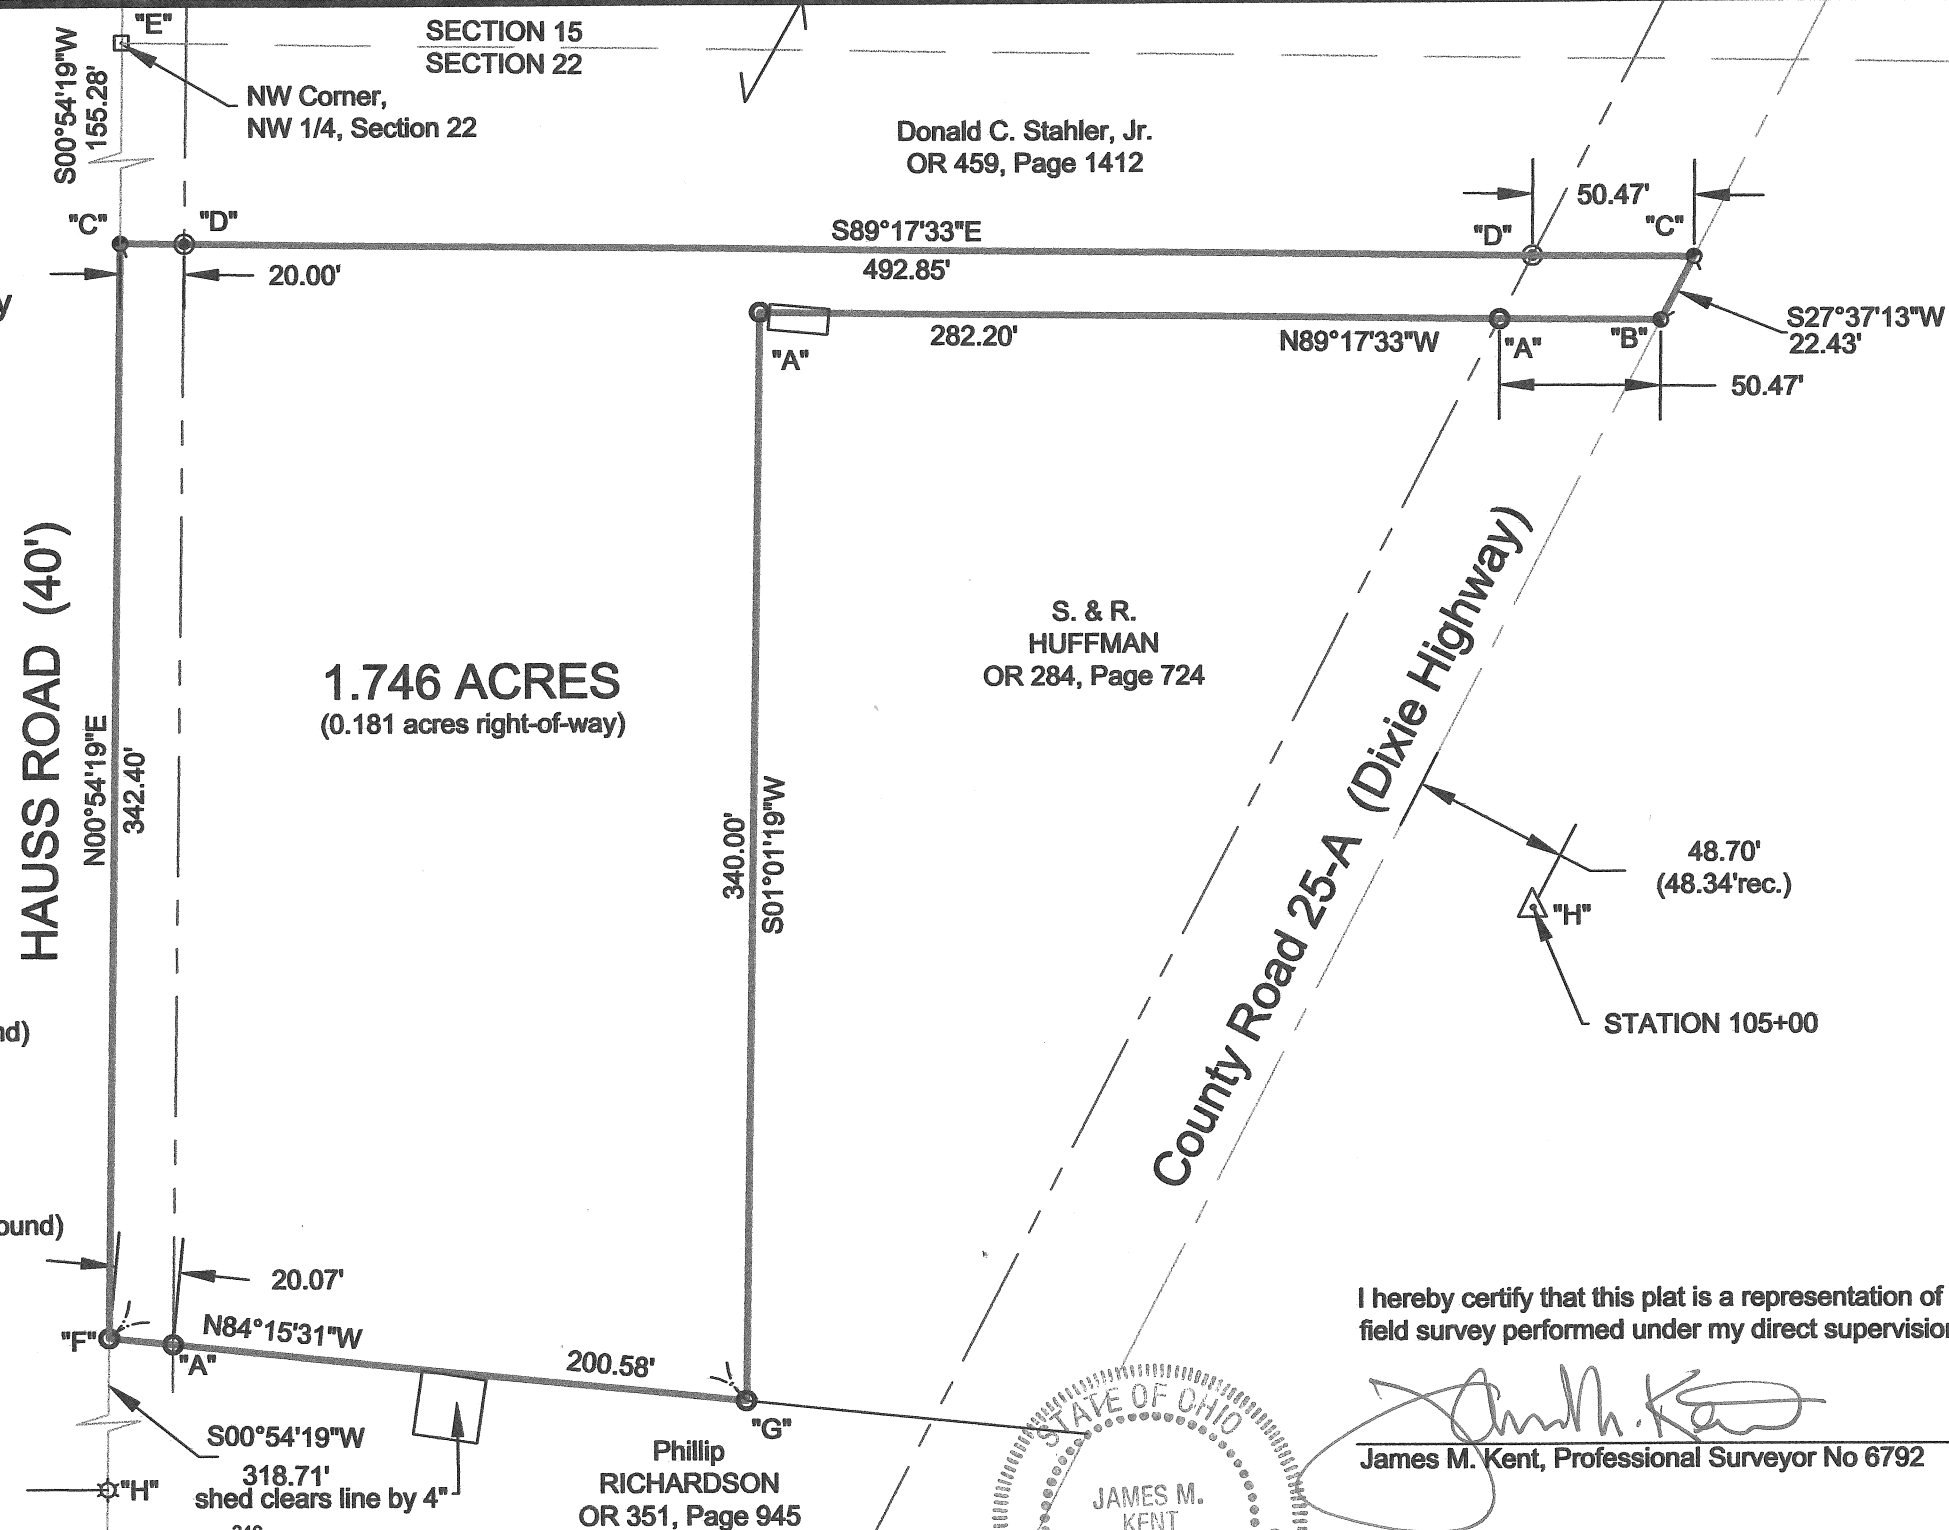 "E"
SECTION 15
SECTION 22
S00°54'19"W
155.28'
NW Corner,
NW 1/4, Section 22
Donald C. Stahler, Jr.
OR 459, Page 1412
50.47'
"C"
"D"
S89°17'33"E
492.85'
"D"
"C"
20.00'
y
282.20'
N89°17'33"W
"A"
"A"
"B"
S27°37'13"W
22.43'
50.47'
HAUSS ROAD (40')
N00°54'19"E
342.40'
1.746 ACRES
(0.181 acres right-of-way)
340.00'
S01°01'19"W
S. & R.
HUFFMAN
OR 284, Page 724
County Road 25-A (Dixie Highway)
48.70'
(48.34'rec.)
"H"
STATION 105+00
nd)
ound)
20.07'
"F"
N84°15'31"W
"A"
200.58'
"G"
S00°54'19"W
318.71'
"H"
shed clears line by 4"
Phillip
RICHARDSON
OR 351, Page 945
STATE OF OHIO
JAMES M.
KENT
I hereby certify that this plat is a representation of
field survey performed under my direct supervision
James M. Kent
James M. Kent, Professional Surveyor No 6792